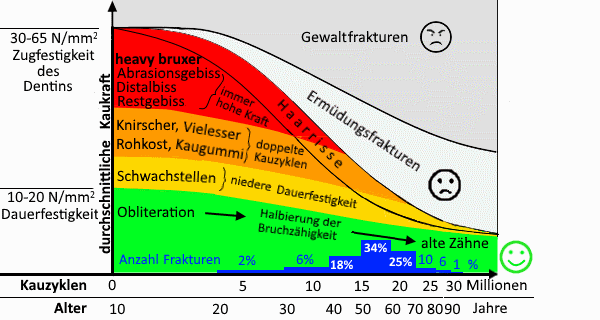 30-65 N/mm²
Zugfestigkeit
des
Dentins
10-20 N/mm²
Dauerfestigkeit
durchschnittliche Kaukraft
Gewaltfrakturen
Ermüdungsfrakturen
Haarrisse
heavy bruxer
Abrasionsgebiss
Distalbiss
Restgebiss
immer
hohe Kraft
Knirscher, Vielesser
Rohkost, Kaugummi
doppelte
Kauzyklen
Schwachstellen
niedere Dauerfestigkeit
Obliteration
Halbierung der
Bruchzähigkeit
alte Zähne
Anzahl Frakturen 2% 6% 18% 34% 25% 10 6 1 %
Kauzyklen 0 5 10 15 20 25 30 Millionen
Alter 10 20 30 40 50 60 70 80 90 Jahre